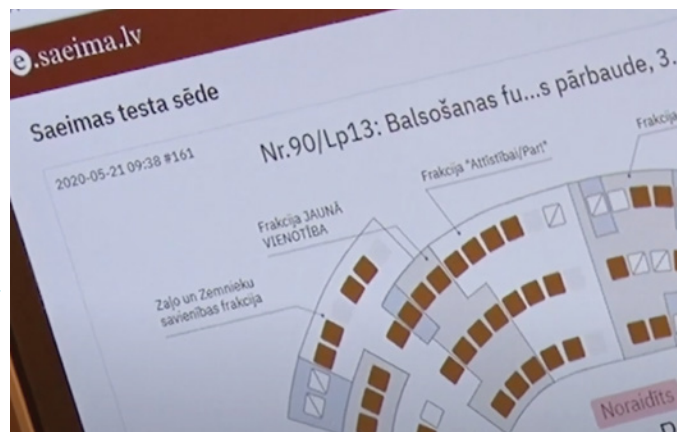 e.saeima.lv
Saeimas testa sēde
Nr.90/Lp13: Balsošanas fu...s pārbaude, 3.
2020-05-21 09:38 #161
Frakcija "Attīstībai/Par!"
Frakcija JAUNĀ
VIENOTĪBA
Zaļo un Zemnieku
savienības frakcija
Noraidīts